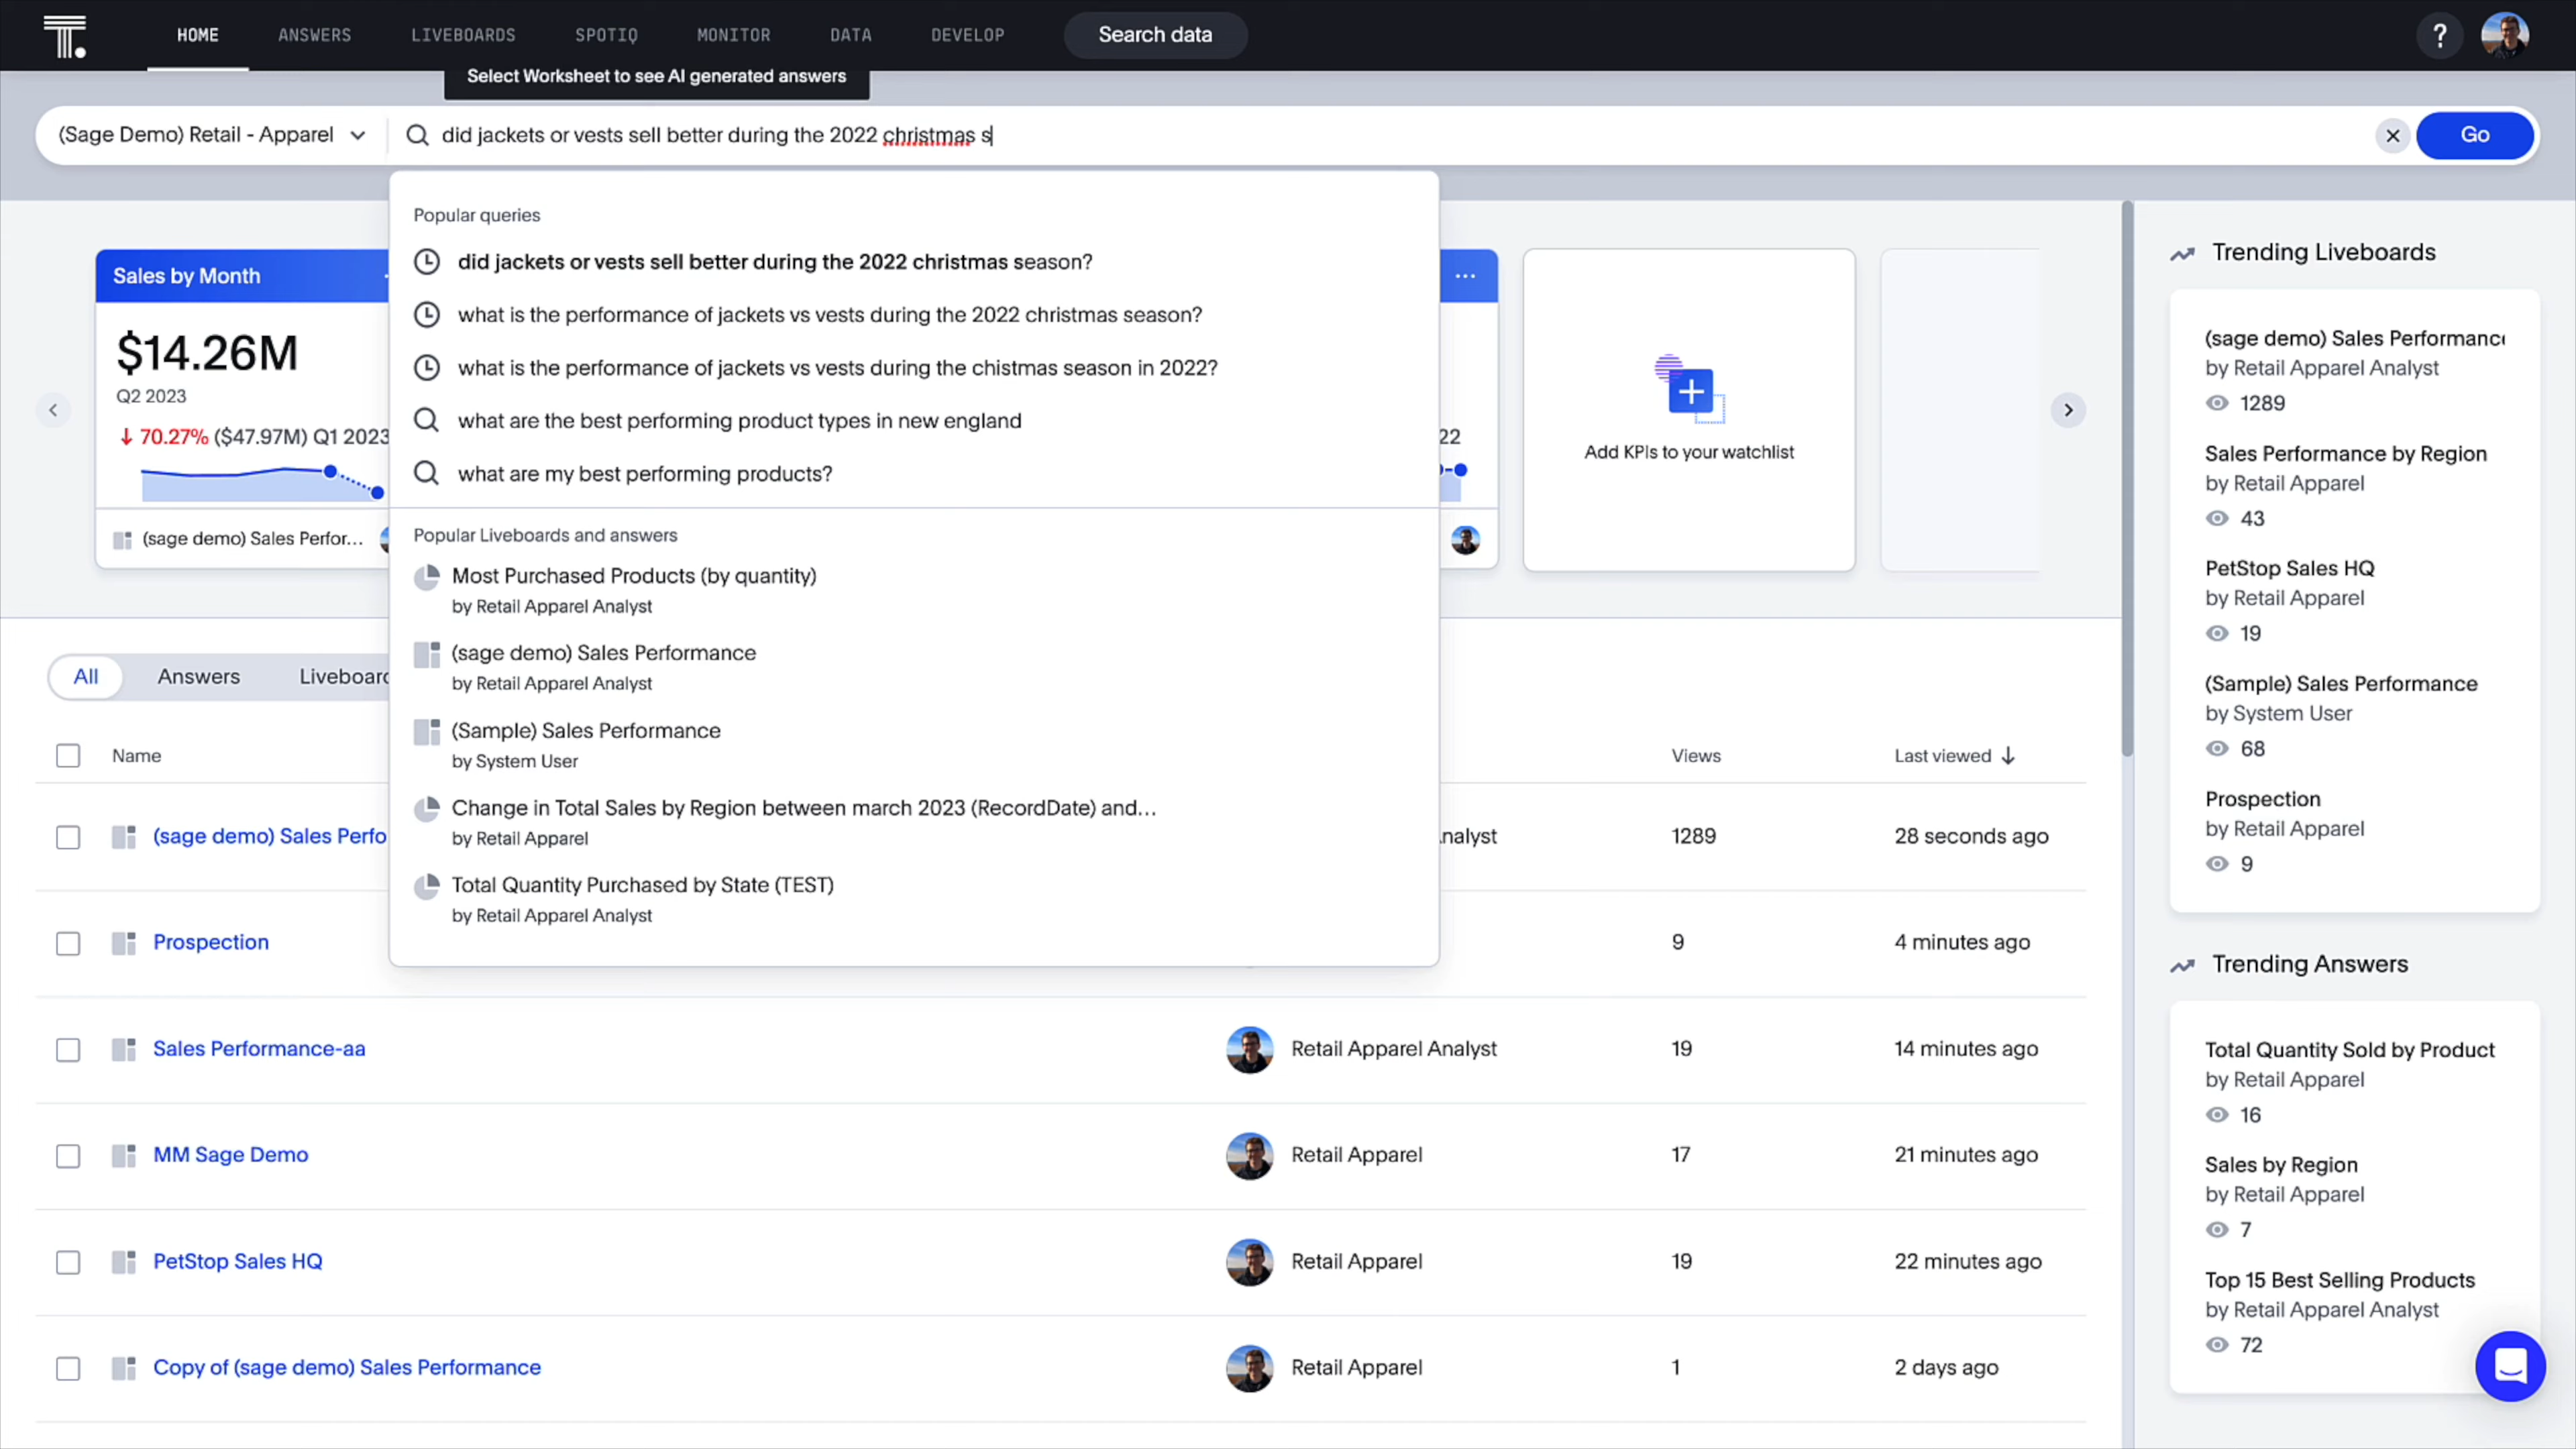 T.
HOME
ANSWERS
LIVEBOARDS
SPOTIQ
MONITOR
DATA
DEVELOP
Search data
?
Select Worksheet to see AI generated answers
(Sage Demo) Retail - Apparel
did jackets or vests sell better during the 2022 christmas s
Go
Popular queries
did jackets or vests sell better during the 2022 christmas season?
what is the performance of jackets vs vests during the 2022 christmas season?
what is the performance of jackets vs vests during the chistmas season in 2022?
what are the best performing product types in new england
what are my best performing products?
Popular Liveboards and answers
Most Purchased Products (by quantity)
by Retail Apparel Analyst
(sage demo) Sales Performance
by Retail Apparel Analyst
(Sample) Sales Performance
by System User
Change in Total Sales by Region between march 2023 (RecordDate) and...
by Retail Apparel
Total Quantity Purchased by State (TEST)
by Retail Apparel Analyst
Sales by Month
$14.26M
Q2 2023
70.27% ($47.97M) Q1 2023
(sage demo) Sales Perfor...
22
Add KPIs to your watchlist
All
Answers
Liveboard
Name
Views
Last viewed
(sage demo) Sales Perfo
nalyst
1289
28 seconds ago
Prospection
9
4 minutes ago
Sales Performance-aa
Retail Apparel Analyst
19
14 minutes ago
MM Sage Demo
Retail Apparel
17
21 minutes ago
PetStop Sales HQ
Retail Apparel
19
22 minutes ago
Copy of (sage demo) Sales Performance
Retail Apparel
1
2 days ago
Trending Liveboards
(sage demo) Sales Performance
by Retail Apparel Analyst
1289
Sales Performance by Region
by Retail Apparel
43
PetStop Sales HQ
by Retail Apparel
19
(Sample) Sales Performance
by System User
68
Prospection
by Retail Apparel
9
Trending Answers
Total Quantity Sold by Product
by Retail Apparel
16
Sales by Region
by Retail Apparel
7
Top 15 Best Selling Products
by Retail Apparel Analyst
72